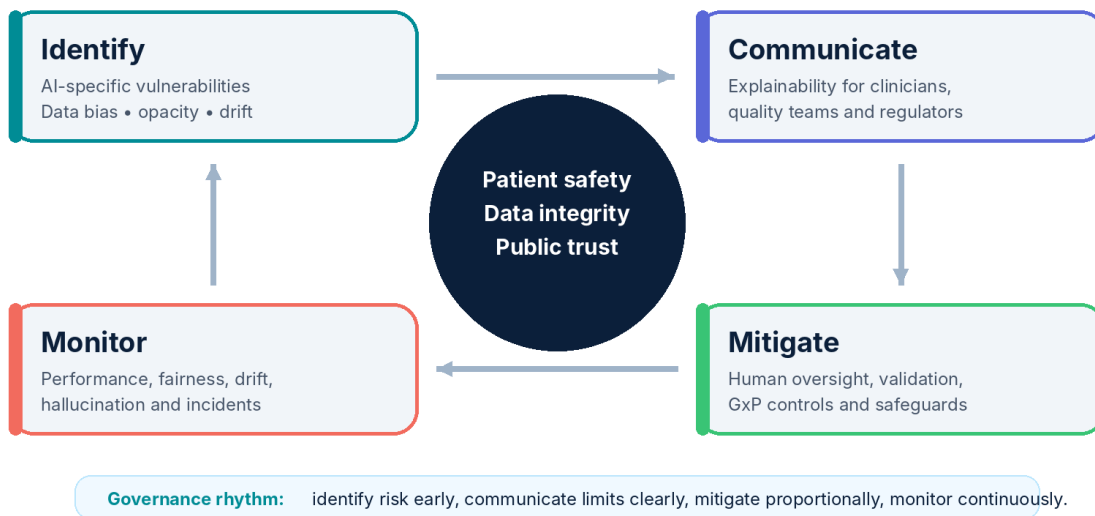 Identify
AI-specific vulnerabilities
Data bias • opacity • drift
Communicate
Explainability for clinicians,
quality teams and regulators
Patient safety
Data integrity
Public trust
Monitor
Performance, fairness, drift,
hallucination and incidents
Mitigate
Human oversight, validation,
GxP controls and safeguards
Governance rhythm: identify risk early, communicate limits clearly, mitigate proportionally, monitor continuously.